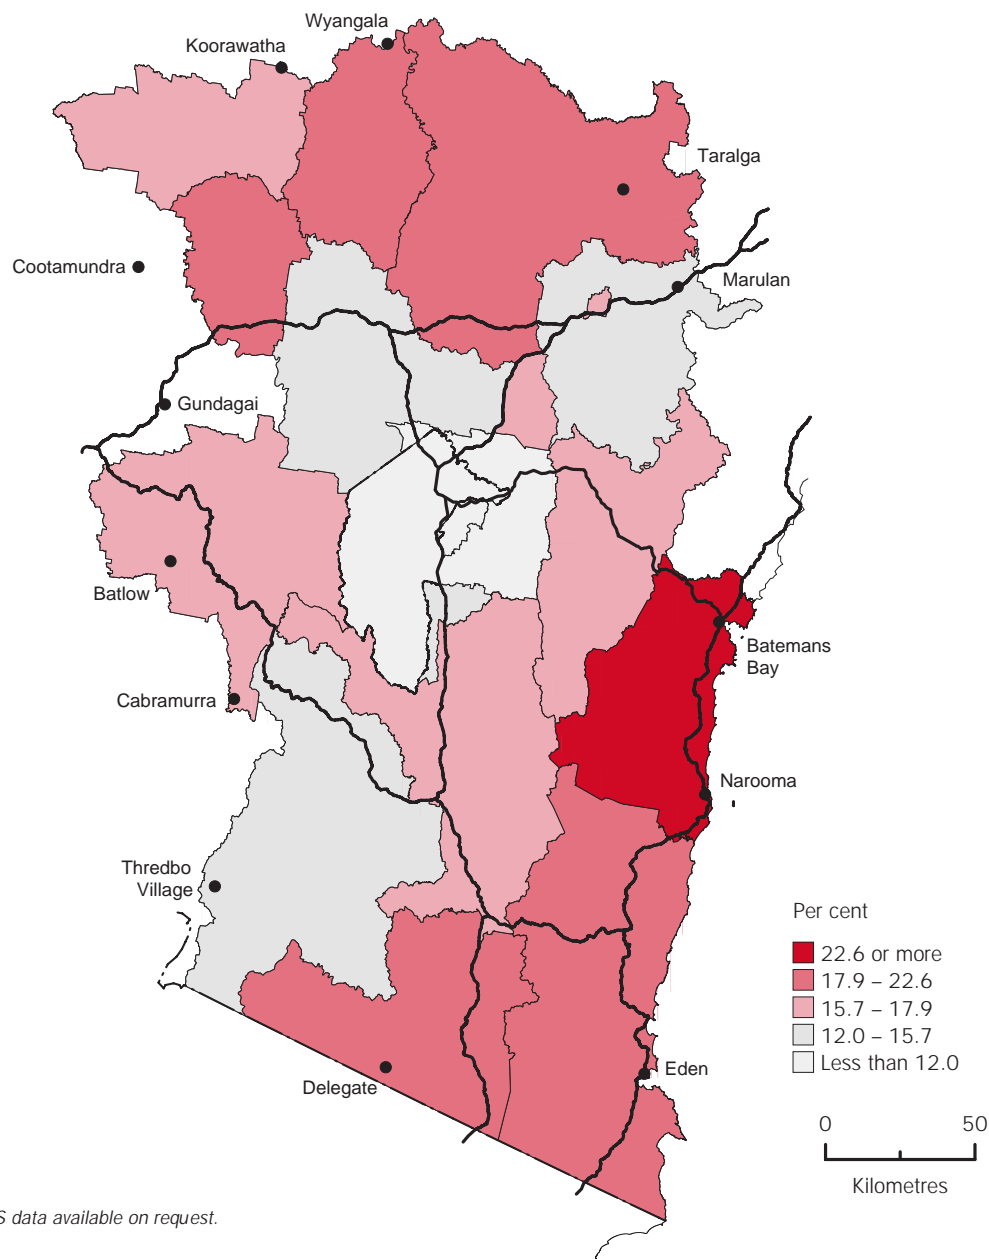 Wyangala
Koorawatha
Taralga
Cootamundra
Marulan
Gundagai
Batlow
Batemans
Bay
Cabramurra
Narooma
Thredbo
Village
Per cent
22.6 or more
17.9 – 22.6
15.7 – 17.9
12.0 – 15.7
Less than 12.0
Eden
Delegate
0 50
Kilometres
S data available on request.